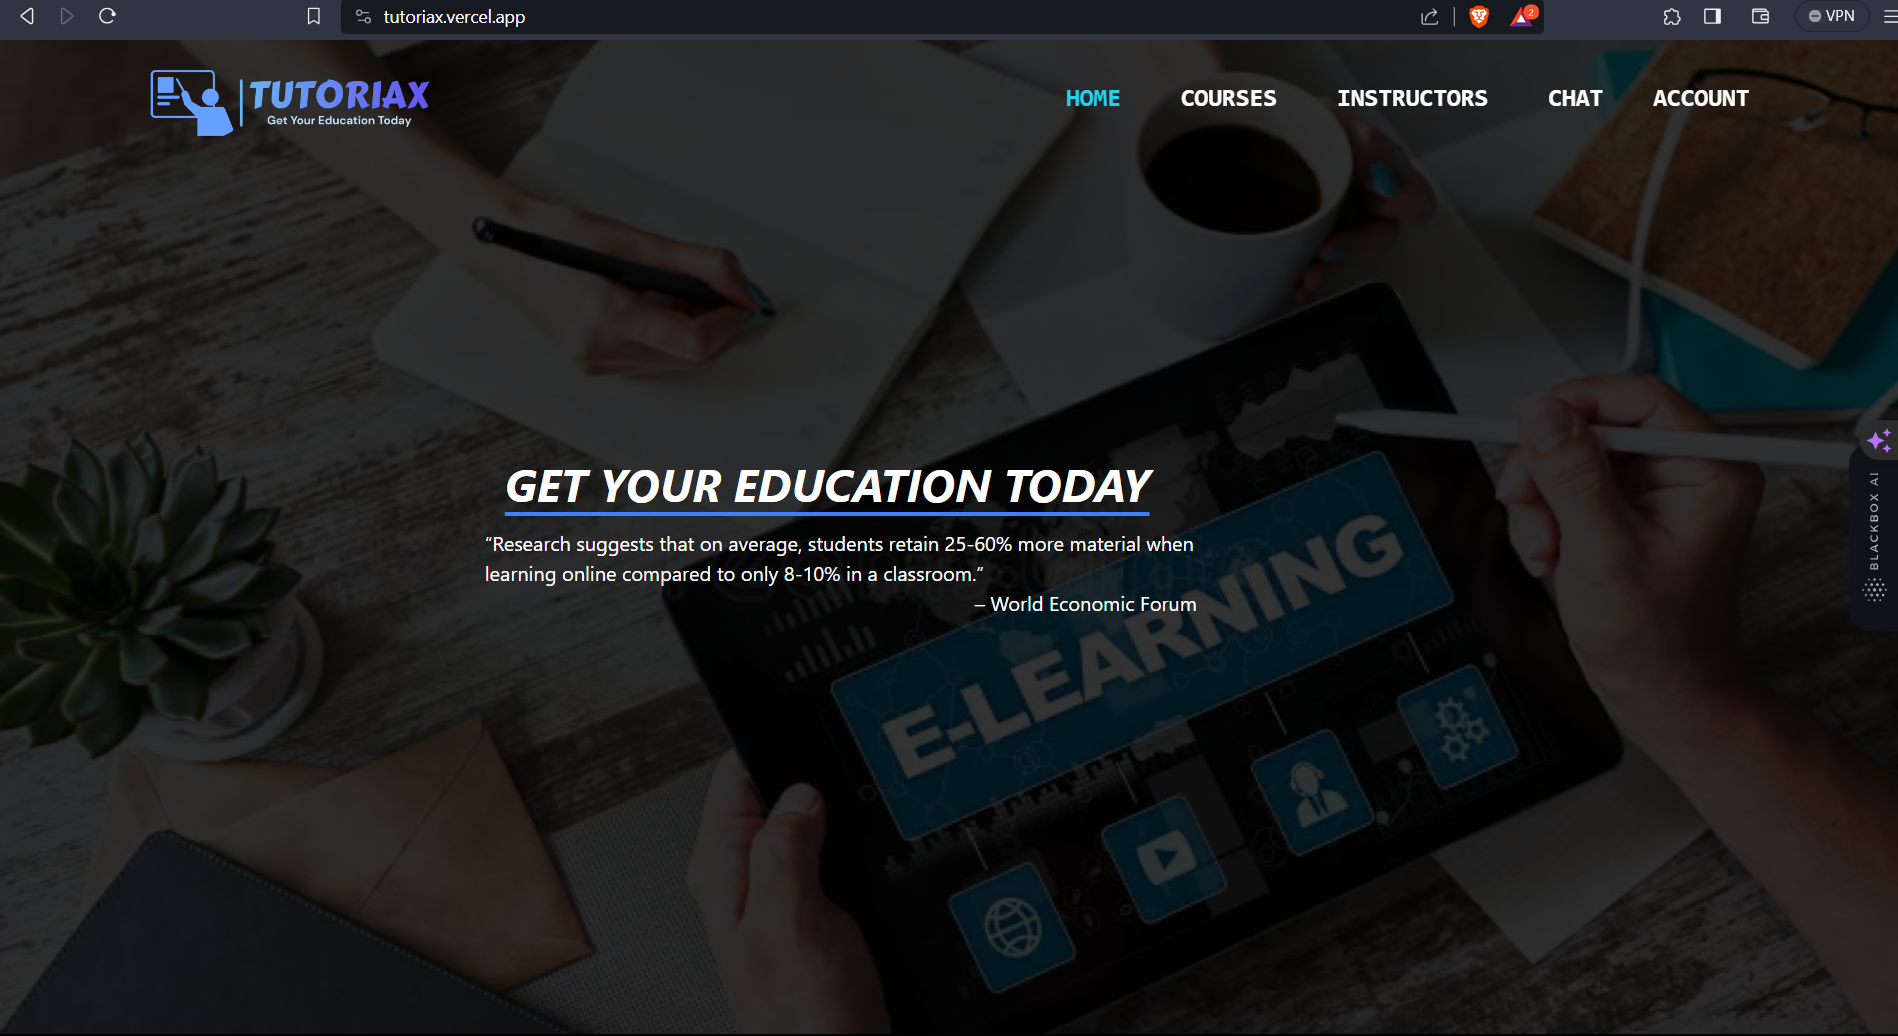 tutoriax.vercel.app
2
VPN
TUTORIAX
Get Your Education Today
HOME COURSES INSTRUCTORS CHAT ACCOUNT
GET YOUR EDUCATION TODAY
“Research suggests that on average, students retain 25-60% more material when
learning online compared to only 8-10% in a classroom.”
– World Economic Forum
E-LEARNING
BLACKBOX AI